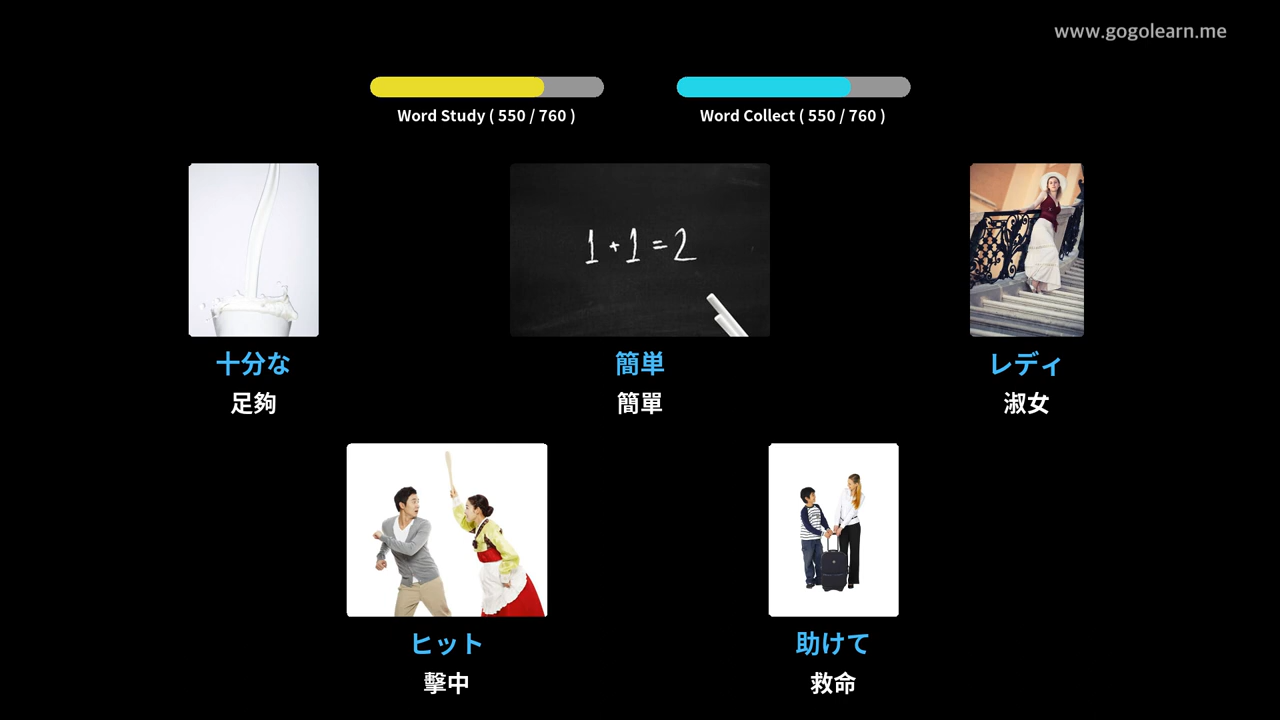 www.gogolearn.me
Word Study ( 550 / 760 )
Word Collect ( 550 / 760 )
1 + 1 = 2
十分な
足夠
簡単
簡單
レディ
淑女
ヒット
擊中
助けて
救命